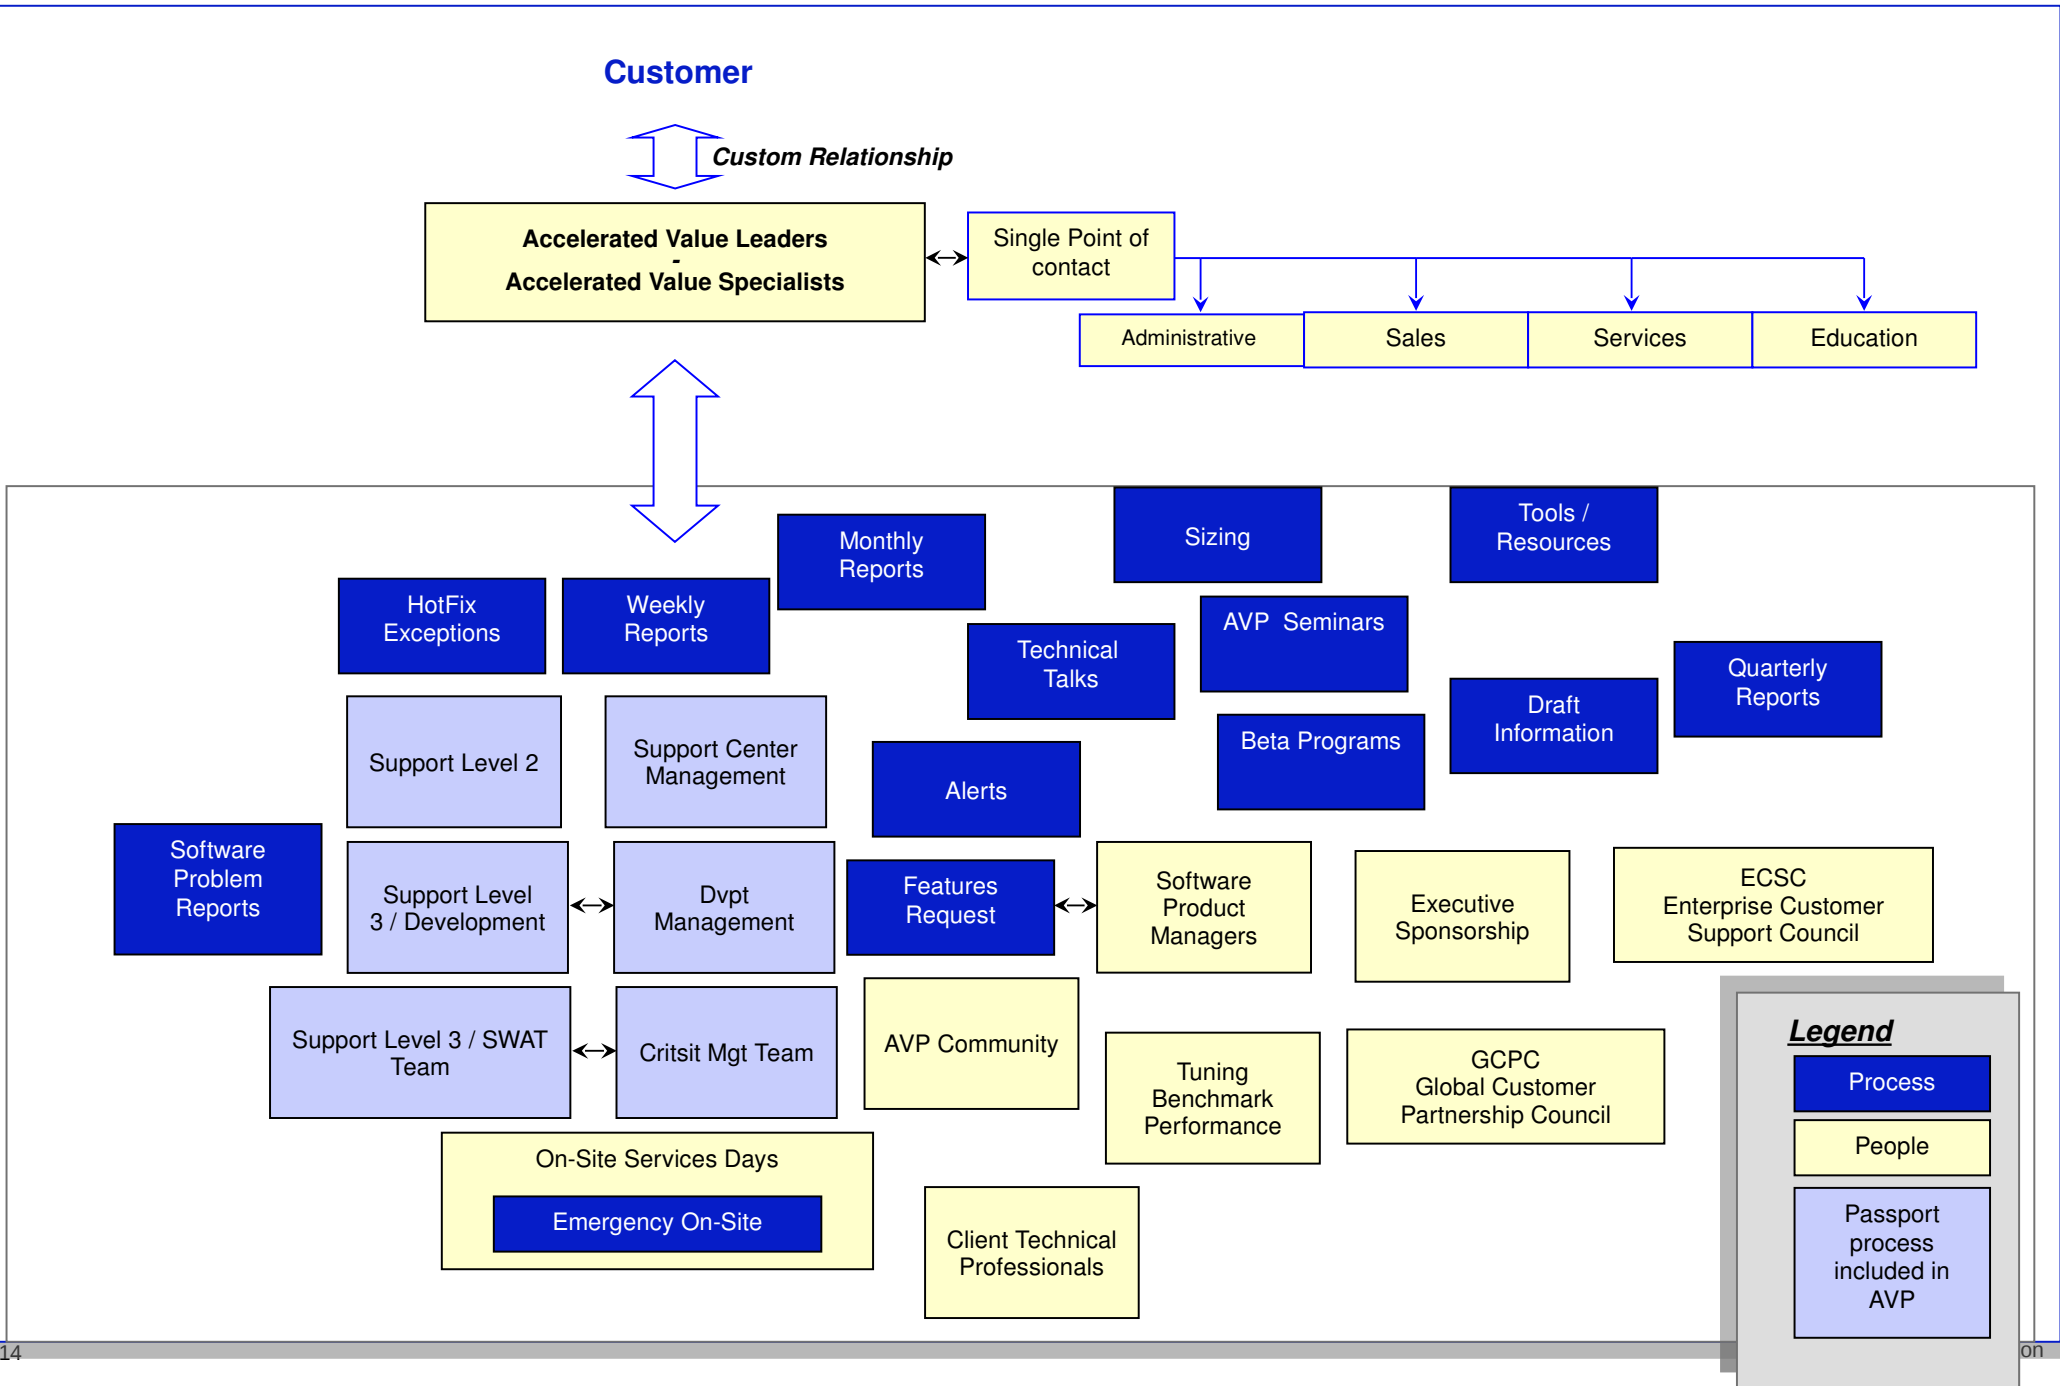 Customer
Custom Relationship
Accelerated Value Leaders
-
Accelerated Value Specialists
Single Point of
contact
Administrative
Sales
Services
Education
Monthly
Reports
Sizing
Tools /
Resources
HotFix
Exceptions
Weekly
Reports
Technical
Talks
AVP  Seminars
Quarterly
Reports
Draft
Information
Beta Programs
Support Level 2
Support Center
Management
Alerts
Software
Problem
Reports
Support Level
3 / Development
Dvpt
Management
Features
Request
Software
Product
Managers
Executive
Sponsorship
ECSC
Enterprise Customer
Support Council
Support Level 3 / SWAT
Team
Critsit Mgt Team
AVP Community
Tuning
Benchmark
Performance
GCPC
Global Customer
Partnership Council
On-Site Services Days
Emergency On-Site
Client Technical
Professionals
Legend
Process
People
Passport
process
included in
AVP
14
on